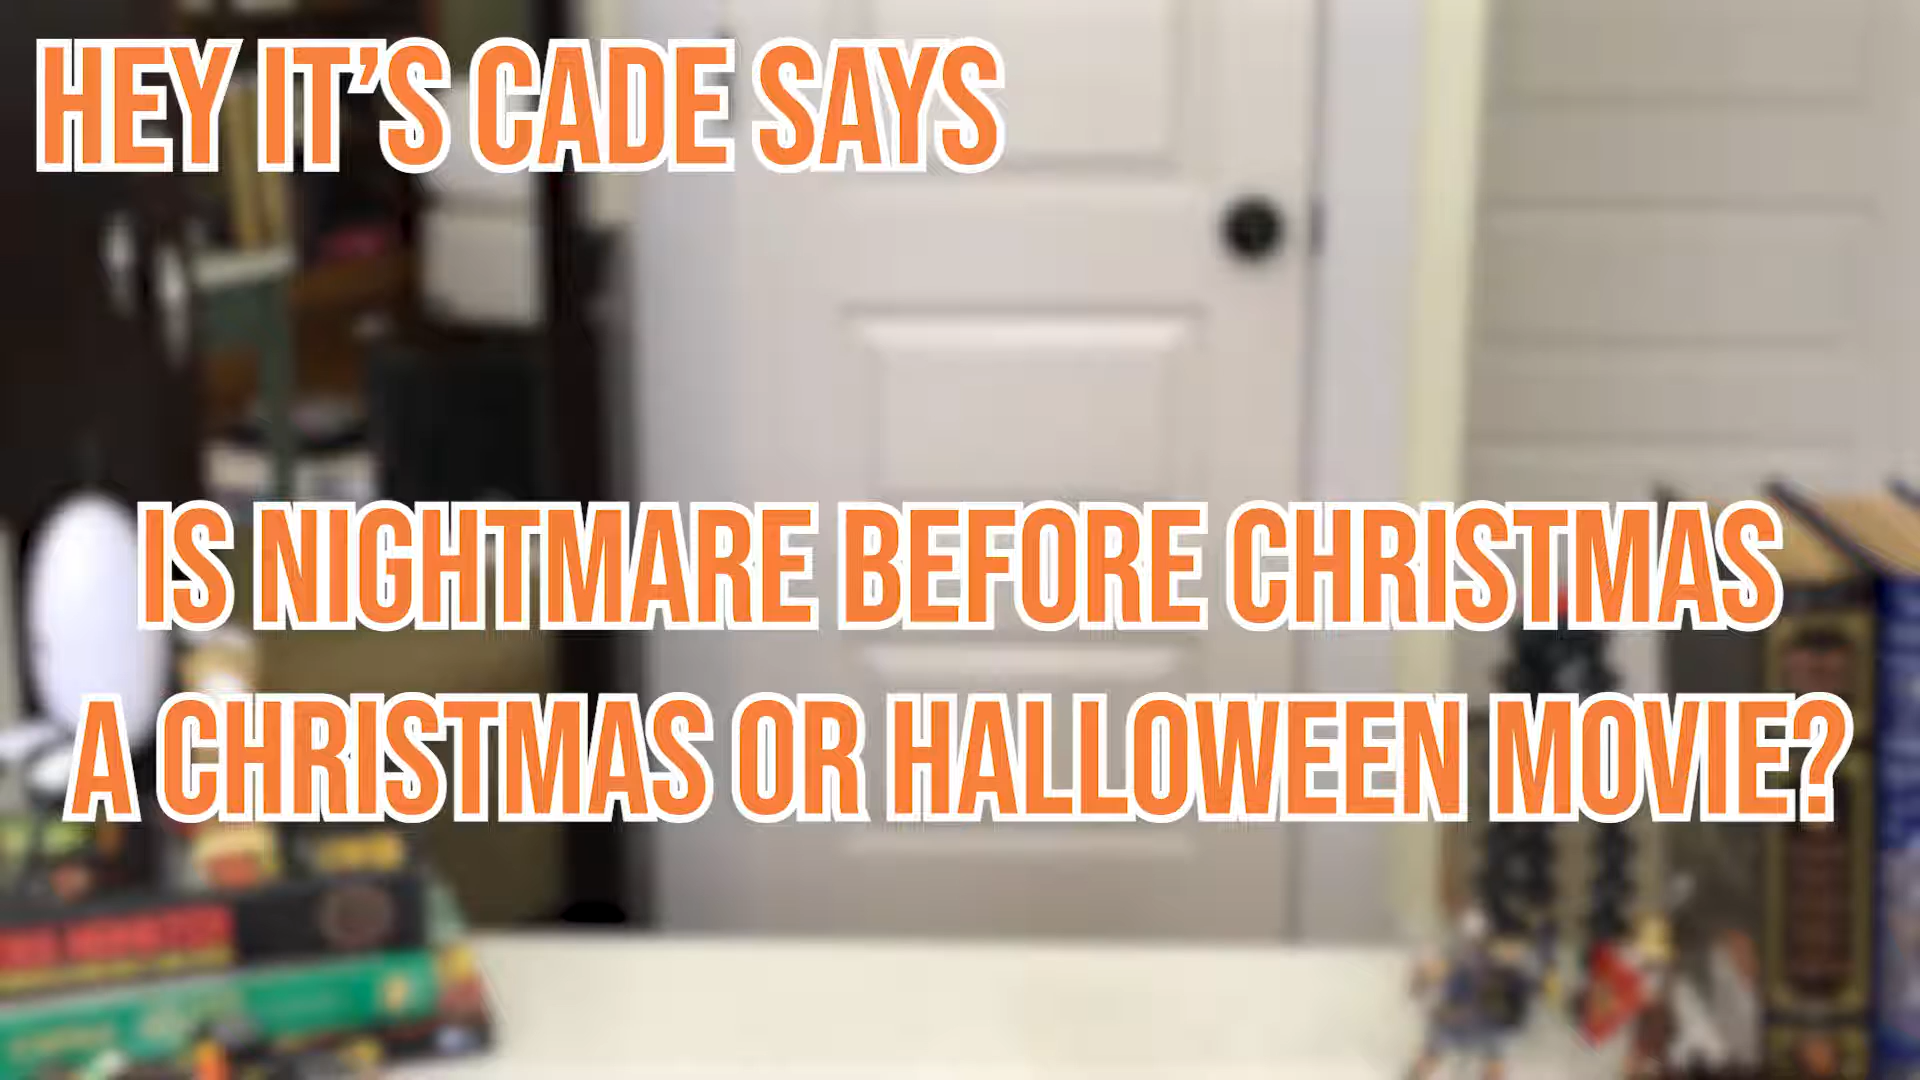 HEY IT'S CADE SAYS
IS NIGHTMARE BEFORE CHRISTMAS
A CHRISTMAS OR HALLOWEEN MOVIE?